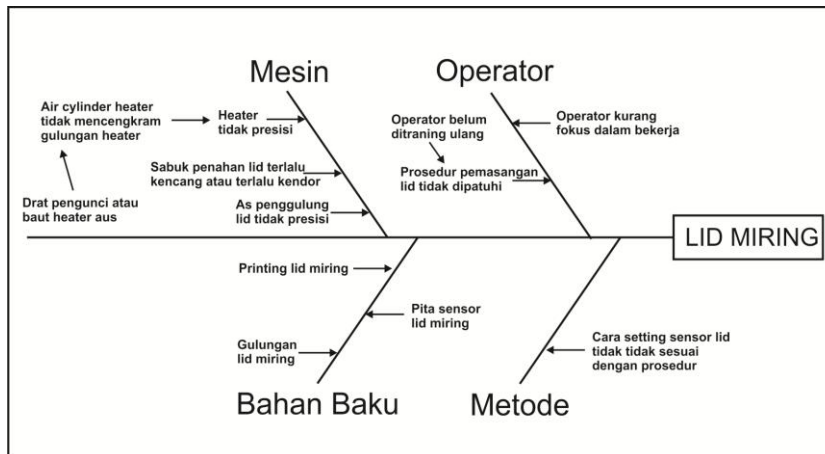 Mesin
Operator
Air cylinder heater
tidak mencengkram
gulungan heater
Heater
tidak presisi
Operator belum
ditraning ulang
Operator kurang
fokus dalam bekerja
Sabuk penahan lid terlalu
kencang atau terlalu kendor
Prosedur pemasangan
lid tidak dipatuhi
Drat pengunci atau
baut heater aus
As penggulung
lid tidak presisi
LID MIRING
Printing lid miring
Pita sensor
lid miring
Gulungan
lid miring
Cara setting sensor lid
tidak tidak sesuai
dengan prosedur
Bahan Baku
Metode